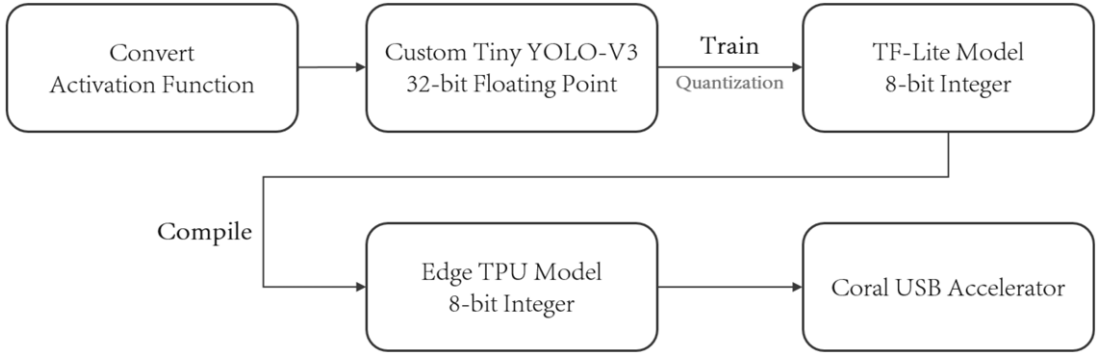 Convert
Activation Function
Custom Tiny YOLO-V3
32-bit Floating Point
Train
Quantization
TF-Lite Model
8-bit Integer
Compile
Edge TPU Model
8-bit Integer
Coral USB Accelerator